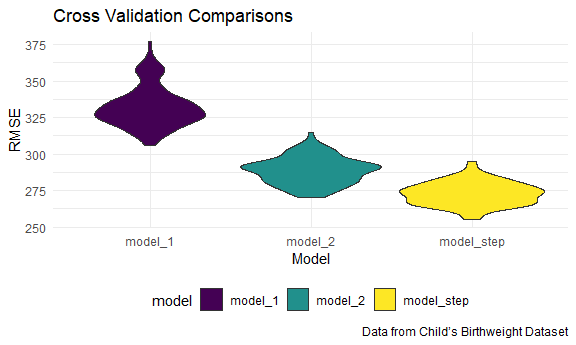 Cross Validation Comparisons
375
350
325
300
275
250
RMSE
model_1 model_2 model_step
Model
model model_1 model_2 model_step
Data from Child’s Birthweight Dataset